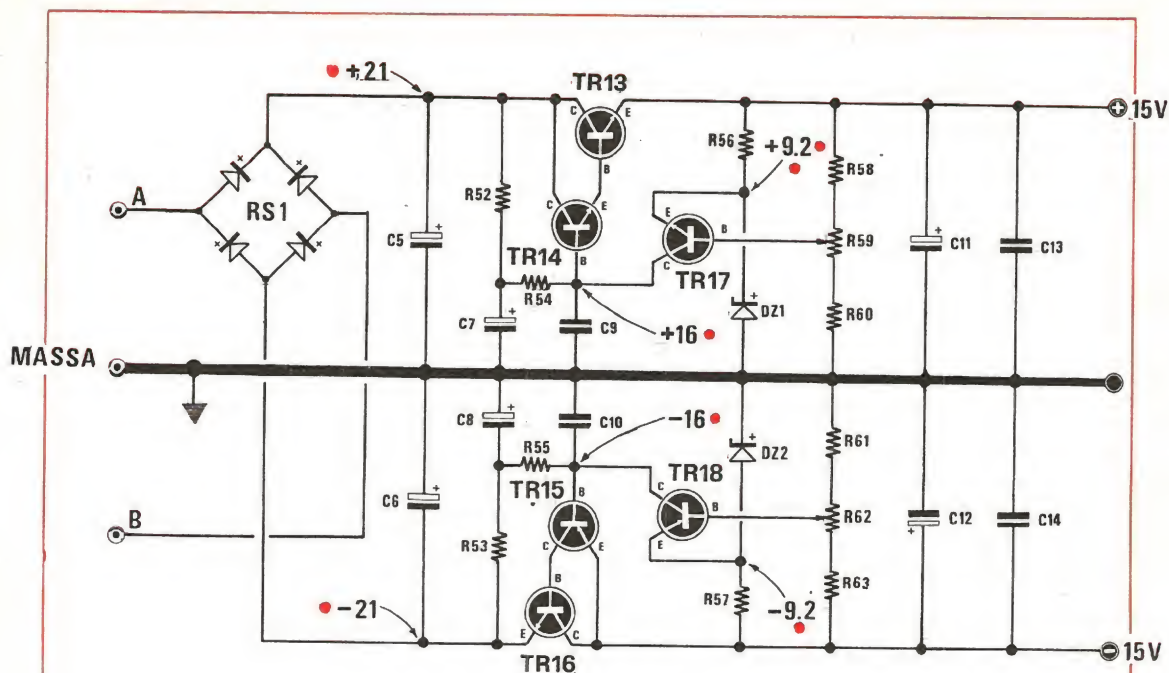 +21
TR13
15V
A
RS1
C5
R52
C
E
B
C
E
B
TR14
R54
C7
C9
+16
R56
+9.2
E
B
C
TR17
DZ1
R58
R59
R60
C11
C13
MASSA
C8
C10
-16
R55
TR15
C6
R53
B
C
E
B
E
C
TR16
-21
B
TR18
C
B
E
DZ2
R57
-9.2
R61
R62
R63
C12
C14
15V